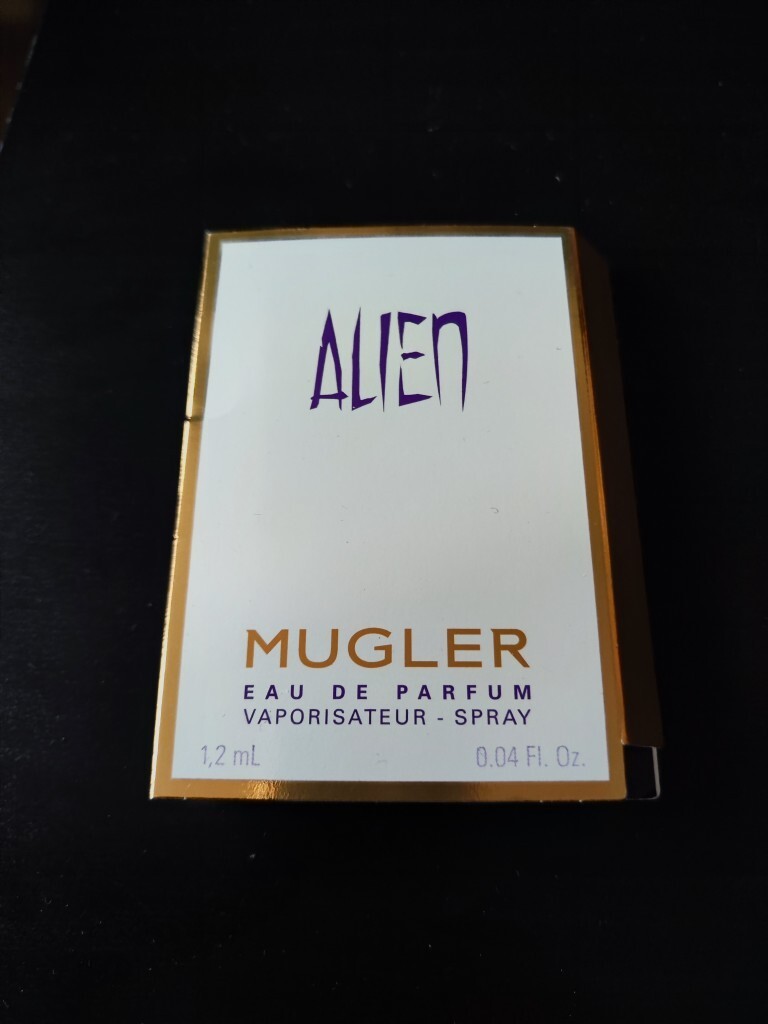 ALIEN
MUGLER
EAU DE PARFUM
VAPORISATEUR - SPRAY
1,2 mL 0.04 Fl. Oz.